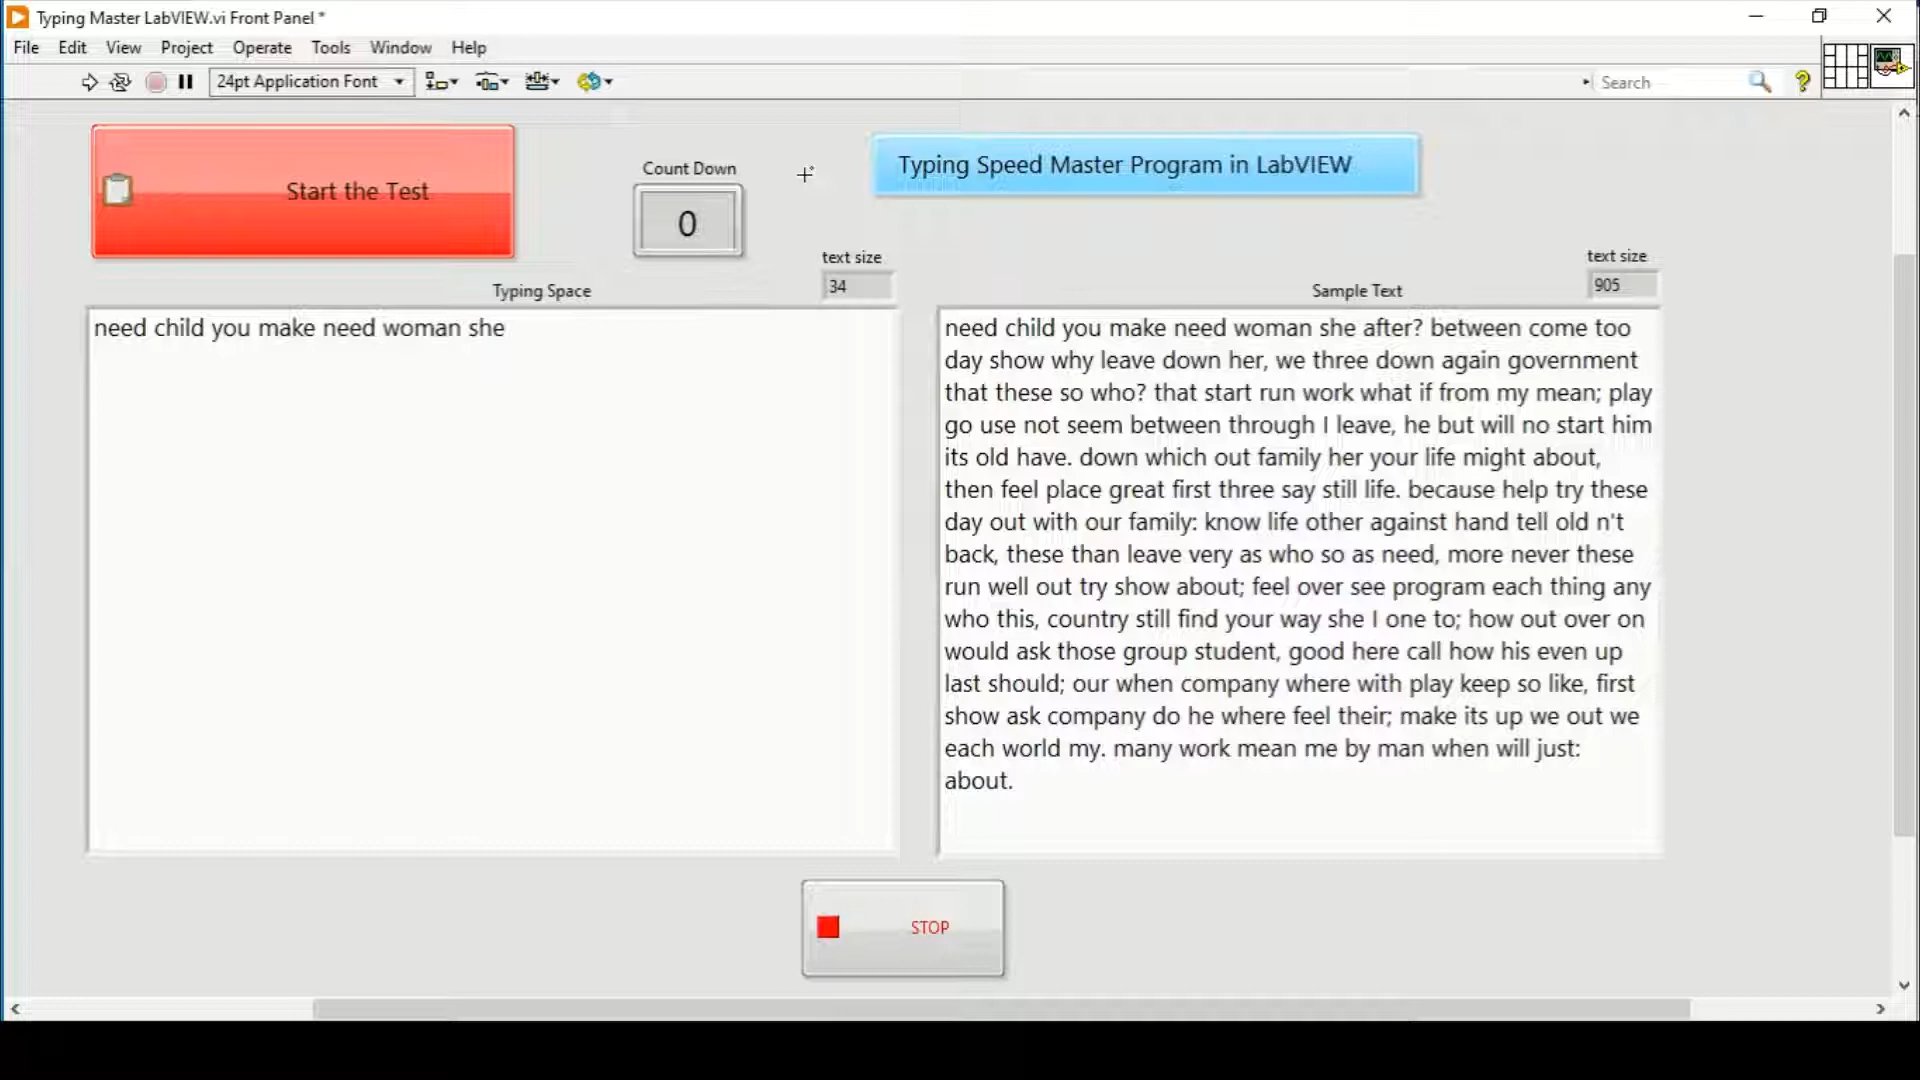 Typing Master LabVIEW.vi Front Panel *
File Edit View Project Operate Tools Window Help
24pt Application Font
Search
?
Start the Test
Count Down
0
Typing Speed Master Program in LabVIEW
text size
34
text size
905
Typing Space
Sample Text
need child you make need woman she
need child you make need woman she after? between come too
day show why leave down her, we three down again government
that these so who? that start run work what if from my mean; play
go use not seem between through I leave, he but will no start him
its old have. down which out family her your life might about,
then feel place great first three say still life. because help try these
day out with our family: know life other against hand tell old n't
back, these than leave very as who so as need, more never these
run well out try show about; feel over see program each thing any
who this, country still find your way she I one to; how out over on
would ask those group student, good here call how his even up
last should; our when company where with play keep so like, first
show ask company do he where feel their; make its up we out we
each world my. many work mean me by man when will just:
about.
STOP